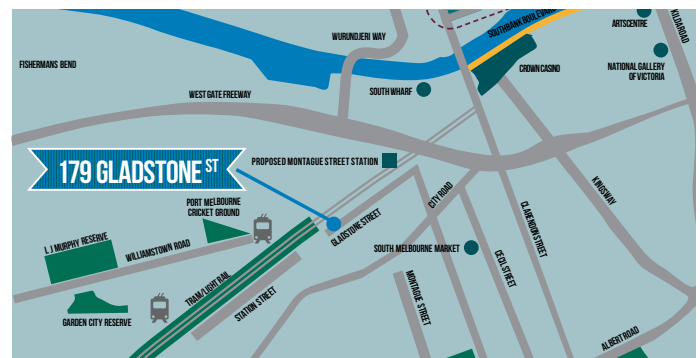 ARTSCENTRE
SOUTHBANK BOULEVARD
KILDA ROAD
WURUNDJERI WAY
FISHERMANS BEND
CROWN CASINO
NATIONAL GALLERY
OF VICTORIA
SOUTH WHARF
WEST GATE FREEWAY
179 GLADSTONE ST
PROPOSED MONTAGUE STREET STATION
KINGSWAY
CITY ROAD
CLARENDON STREET
PORT MELBOURNE
CRICKET GROUND
GLADSTONE STREET
L J MURPHY RESERVE
WILLIAMSTOWN ROAD
SOUTH MELBOURNE MARKET
CECIL STREET
TRAM/LIGHT RAIL
MONTAGUE STREET
STATION STREET
GARDEN CITY RESERVE
ALBERT ROAD